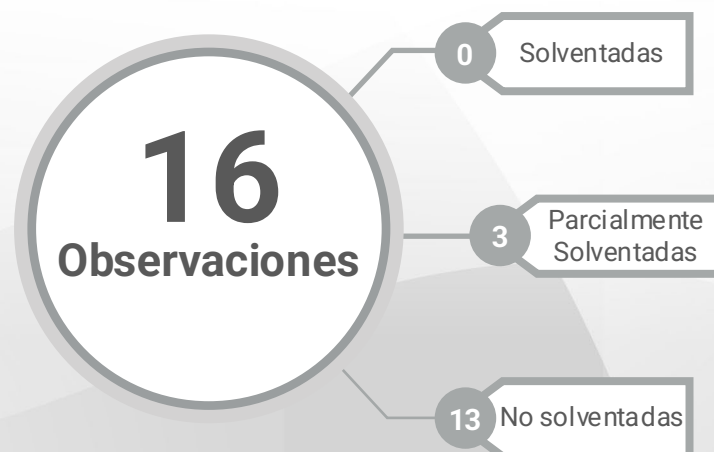 16
Observaciones
0
Solventadas
3
Parcialmente
Solventadas
13
No solventadas